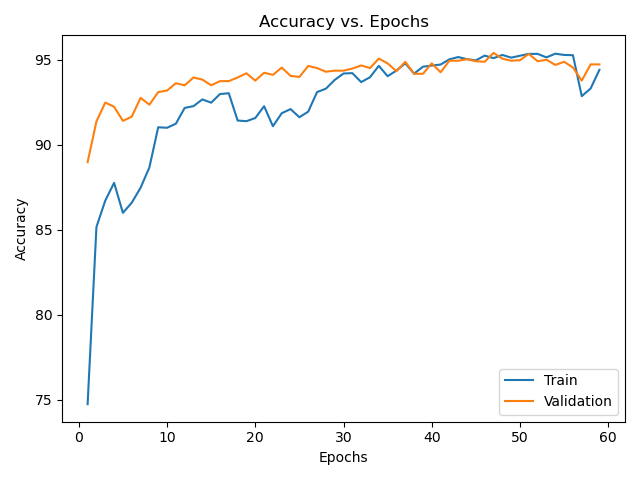 Accuracy vs. Epochs
95
90
85
80
75
Accuracy
0 10 20 30 40 50 60
Epochs
Train
Validation